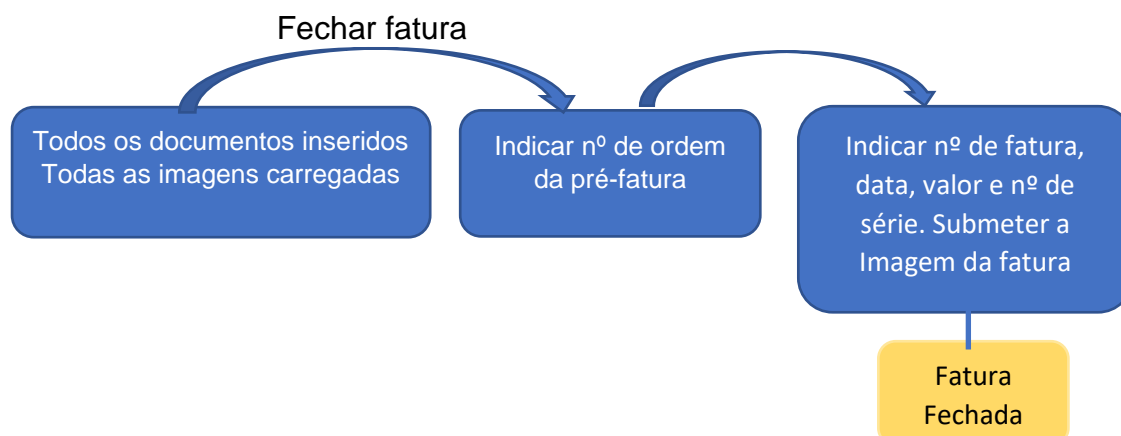 Fechar fatura
Todos os documentos inseridos
Todas as imagens carregadas
Indicar nº de ordem
da pré-fatura
Indicar nº de fatura,
data, valor e nº de
série. Submeter a
Imagem da fatura
Fatura
Fechada